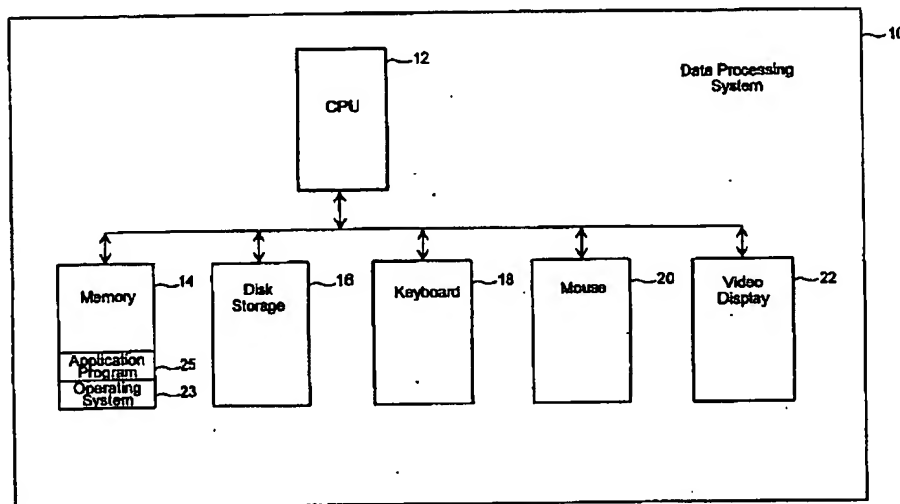 10
12
Data Processing
System
CPU
Memory
14
Disk
Storage
16
Keyboard
18
Mouse
20
Video
Display
22
Application
Program
25
Operating
System
23